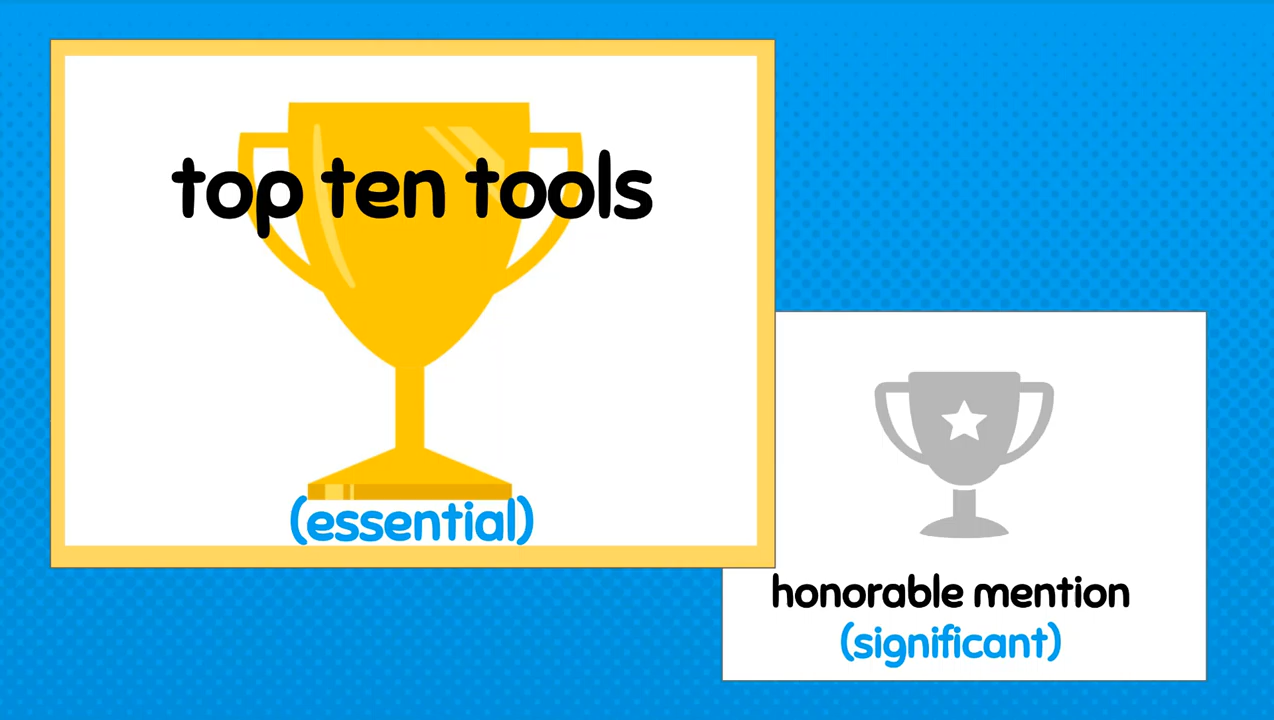 top ten tools
(essential)
honorable mention
(significant)